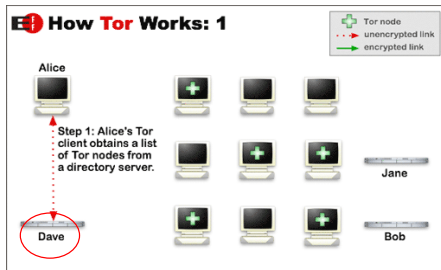 EFF How Tor Works: 1
Tor node
unencrypted link
encrypted link
Alice
Step 1: Alice's Tor
client obtains a list
of Tor nodes from
a directory server.
Jane
Dave
Bob